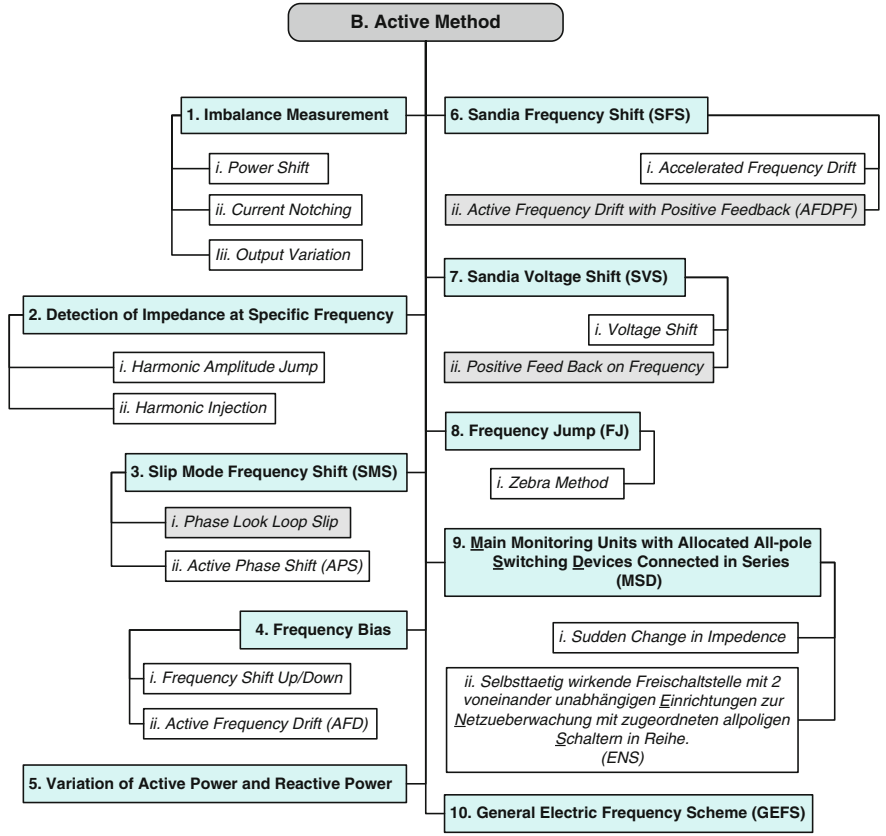 B. Active Method
1. Imbalance Measurement
i. Power Shift
ii. Current Notching
Iii. Output Variation
2. Detection of Impedance at Specific Frequency
i. Harmonic Amplitude Jump
ii. Harmonic Injection
3. Slip Mode Frequency Shift (SMS)
i. Phase Look Loop Slip
ii. Active Phase Shift (APS)
4. Frequency Bias
i. Frequency Shift Up/Down
ii. Active Frequency Drift (AFD)
5. Variation of Active Power and Reactive Power
6. Sandia Frequency Shift (SFS)
i. Accelerated Frequency Drift
ii. Active Frequency Drift with Positive Feedback (AFDPF)
7. Sandia Voltage Shift (SVS)
i. Voltage Shift
ii. Positive Feed Back on Frequency
8. Frequency Jump (FJ)
i. Zebra Method
9. Main Monitoring Units with Allocated All-pole
Switching Devices Connected in Series
(MSD)
i. Sudden Change in Impedence
ii. Selbsttaetig wirkende Freischaltstelle mit 2
voneinander unabhängigen Einrichtungen zur
Netzueberwachung mit zugeordneten allpoligen
Schaltern in Reihe.
(ENS)
10. General Electric Frequency Scheme (GEFS)